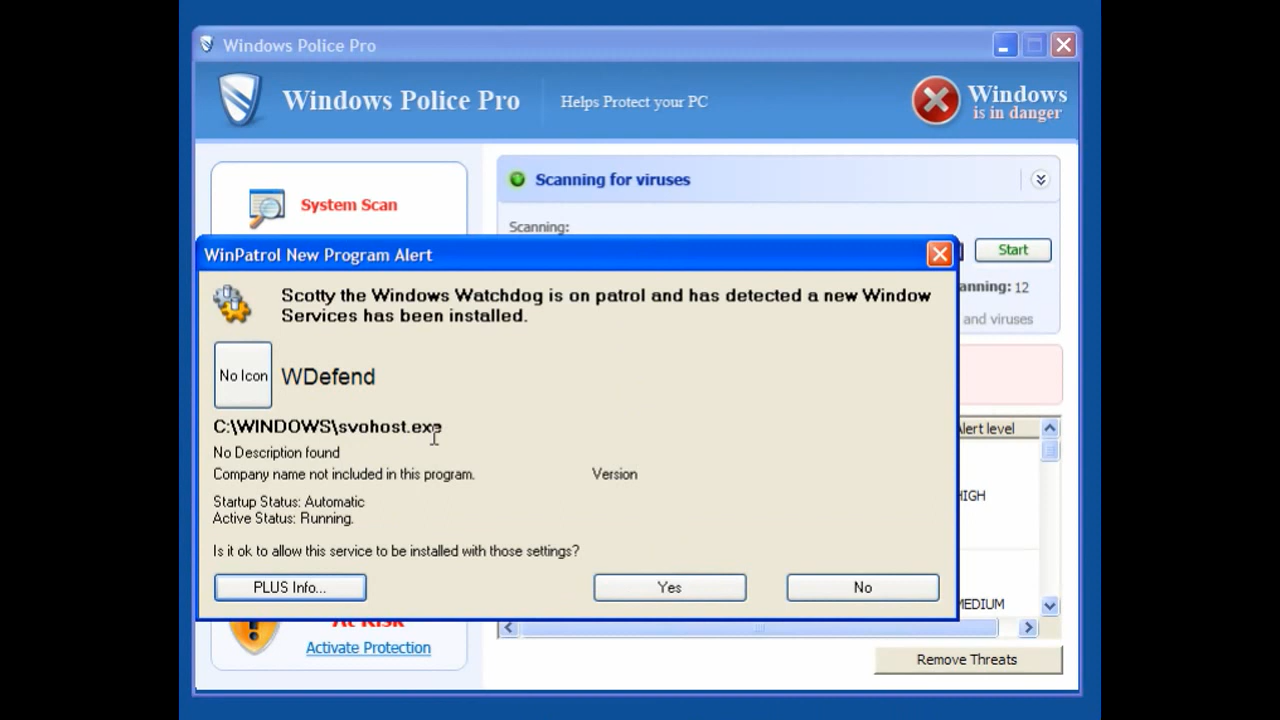 Windows Police Pro
Windows Police Pro
Helps Protect your PC
Windows
is in danger
System Scan
Scanning for viruses
Scanning:
Start
anning: 12
and viruses
WinPatrol New Program Alert
Scotty the Windows Watchdog is on patrol and has detected a new Window
Services has been installed.
No Icon
WDefend
C:\WINDOWS\svohost.exe
No Description found
Company name not included in this program.
Version
Startup Status: Automatic
Active Status: Running.
Is it ok to allow this service to be installed with those settings?
PLUS Info...
Yes
No
Alert level
HIGH
MEDIUM
At Risk
Activate Protection
Remove Threats